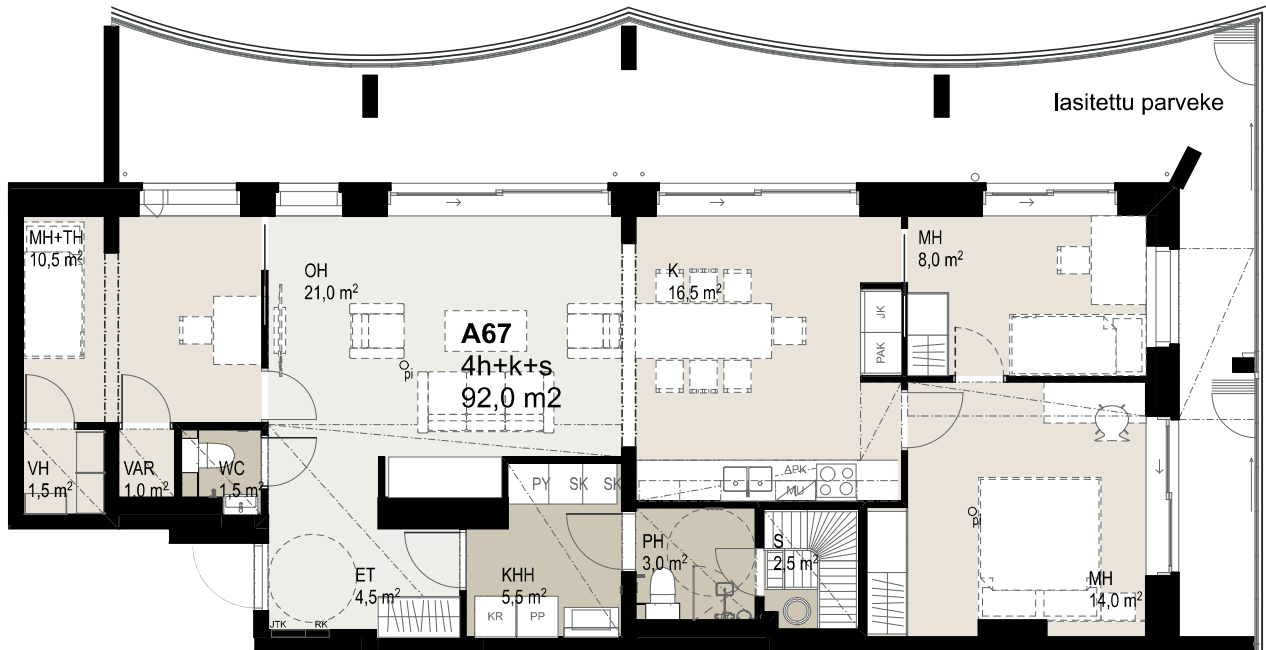 lasitettu parveke
MH+TH
10,5 m²
OH
21,0 m²
K
16,5 m²
MH
8,0 m²
A67
4h+k+s
92,0 m2
JK
PAK
pi
VH
1,5 m²
VAR
1,0 m²
WC
1,5 m²
PY SK SK
APK
MU
pi
ET
4,5 m²
KHH
5,5 m²
PH
3,0 m²
S
2,5 m²
MH
14,0 m²
KR PP
JTK RK